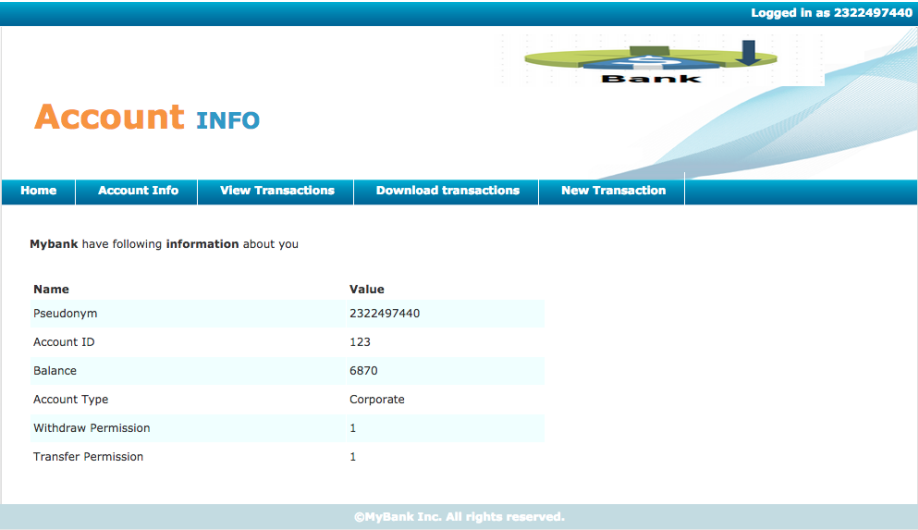 Logged in as 2322497440
Bank
Account INFO
Home Account Info View Transactions Download transactions New Transaction
Mybank have following information about you
Name Value
Pseudonym 2322497440
Account ID 123
Balance 6870
Account Type Corporate
Withdraw Permission 1
Transfer Permission 1
©MyBank Inc. All rights reserved.